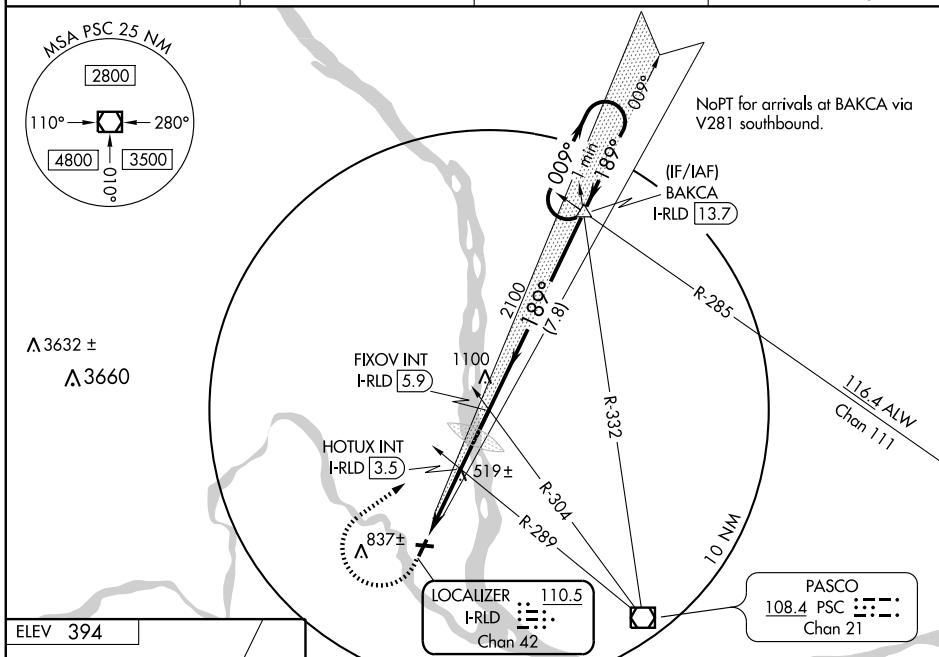 MSA PSC 25 NM
2800
110°
280°
4800
3500
010°
NoPT for arrivals at BAKCA via
V281 southbound.
009°
009°
1 min
189°
(IF/IAF)
BAKCA
I-RLD 13.7
R-285
2100
189°
(7.8)
3632 ±
3660
FIXOV INT
I-RLD 5.9
1100
R-332
116.4 ALW
Chan 111
HOTUX INT
I-RLD 3.5
519 ±
R-304
R-289
837±
10 NM
LOCALIZER 110.5
I-RLD
Chan 42
PASCO
108.4 PSC
Chan 21
ELEV 394